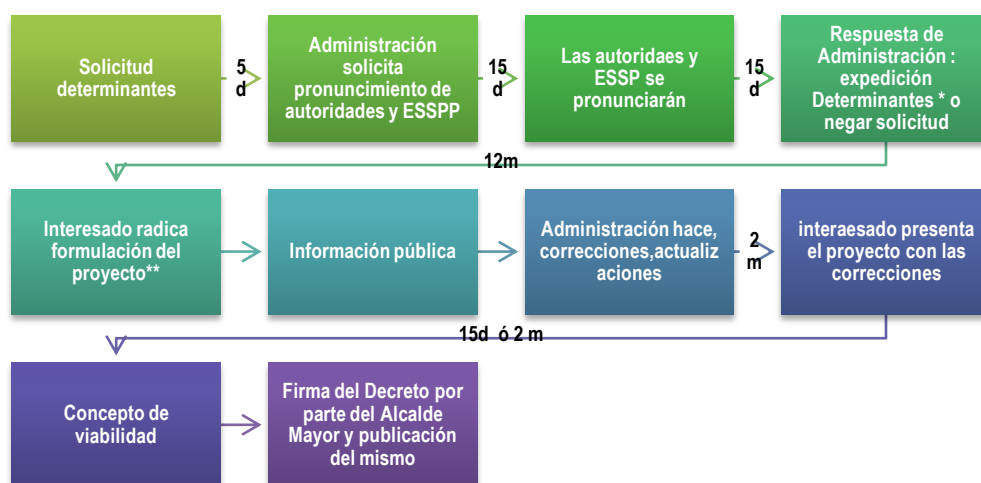 Solicitud
determinantes
5
d
Administración
solicita
pronuncimiento de
autoridades y ESSPP
15
d
Las autoridaes y
ESSP se
pronunciarán
15
d
Respuesta de
Administración :
expedición
Determinantes * o
negar solicitud
12m
Interesado radica
formulación del
proyecto**
Información pública
Administración hace,
correcciones,actualiz
aciones
2
m
interaesado presenta
el proyecto con las
correcciones
15d ó 2 m
Concepto de
viabilidad
Firma del Decreto por
parte del Alcalde
Mayor y publicación
del mismo